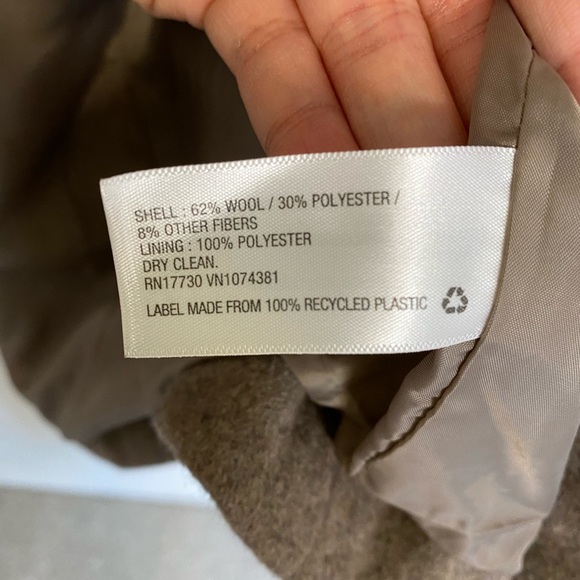 SHELL : 62% WOOL / 30% POLYESTER /
8% OTHER FIBERS
LINING : 100% POLYESTER
DRY CLEAN.
RN17730 VN1074381
LABEL MADE FROM 100% RECYCLED PLASTIC